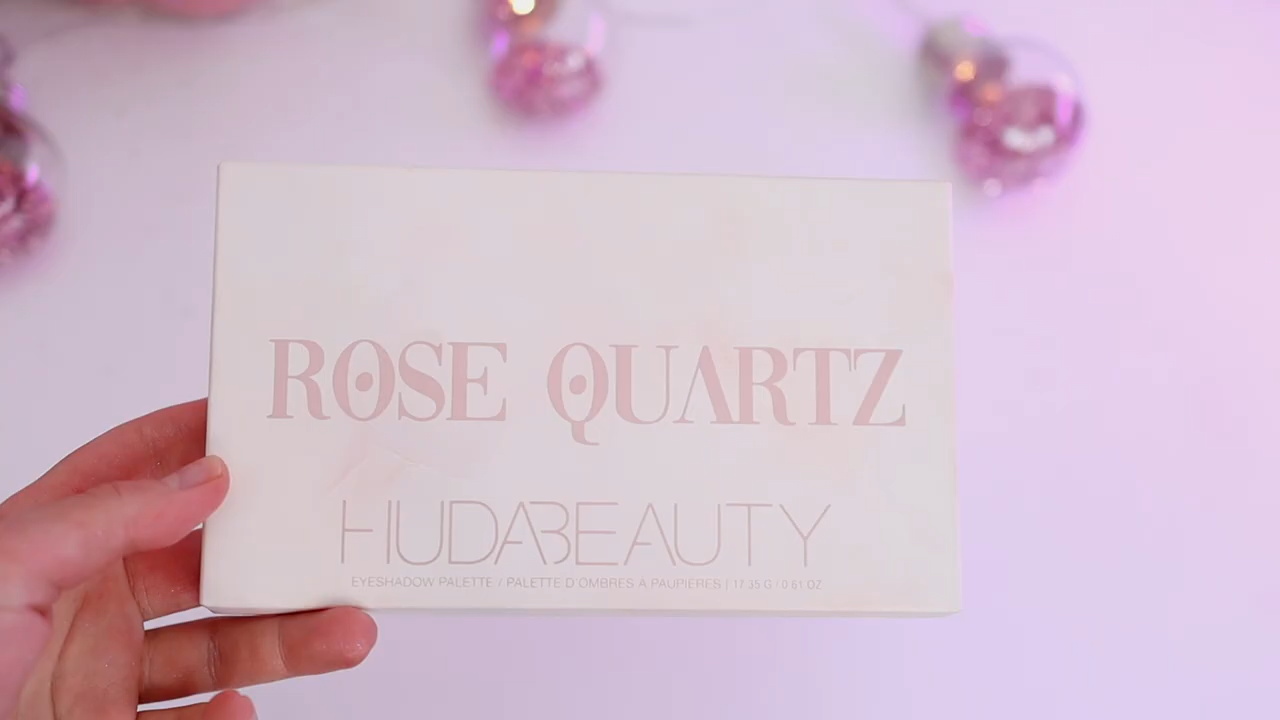 ROSE QUARTZ
HUDABEAUTY
EYESHADOW PALETTE / PALETTE D'OMBRES À PAUPIÈRES | 17.35 G / 0.61 OZ